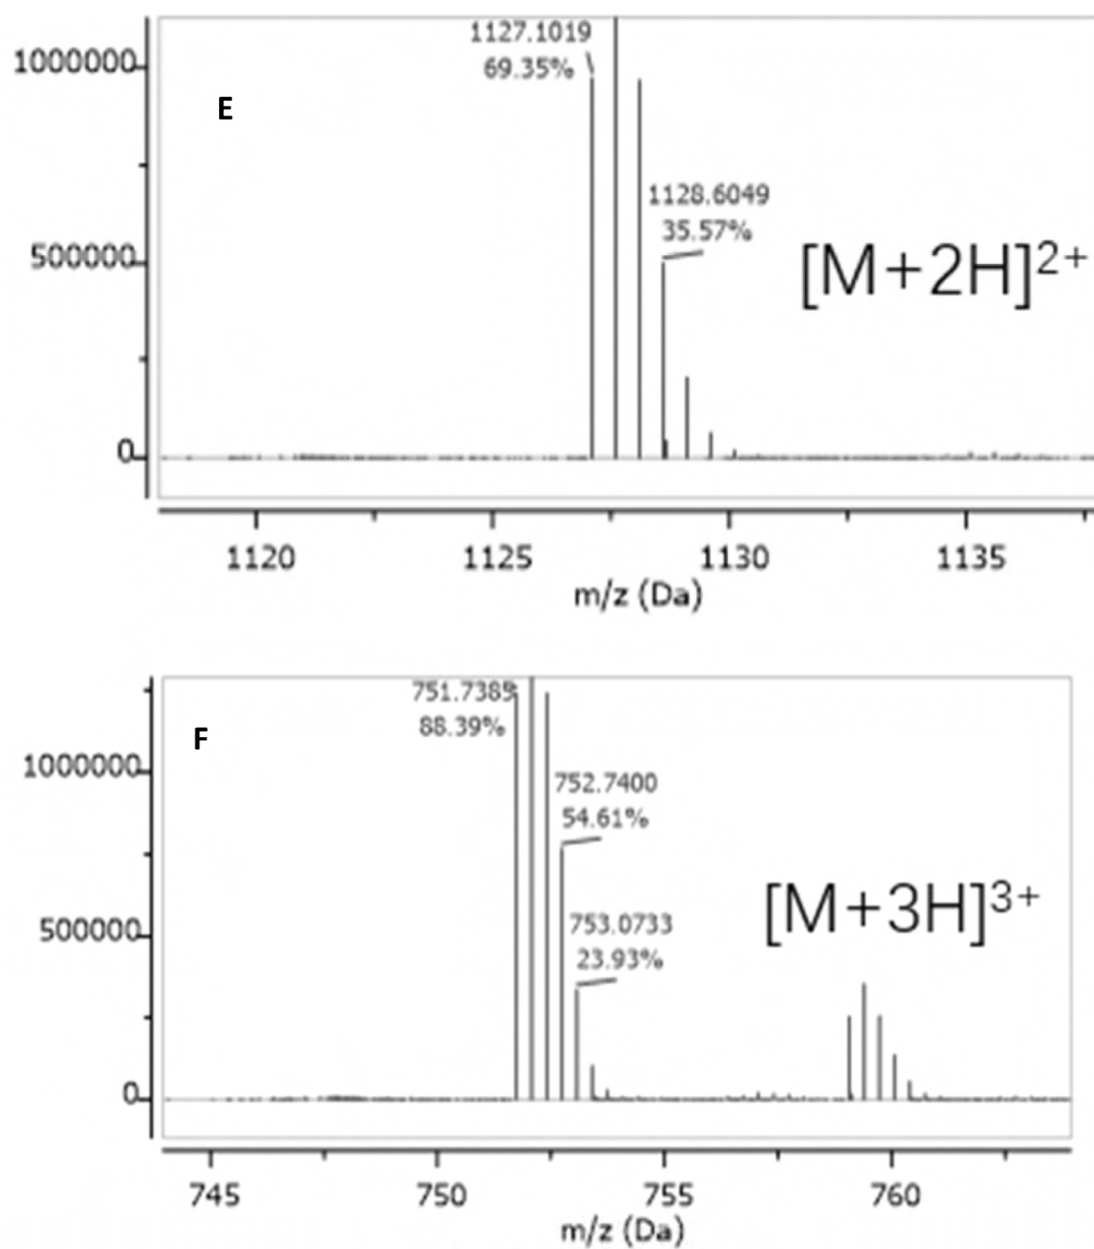 1127.1019
69.35%
1000000
E
1128.6049
35.57%
500000
[M+2H]2+
0
1120 1125 1130 1135
m/z (Da)
751.7385
88.39%
F
1000000
752.7400
54.61%
753.0733
23.93%
500000
[M+3H]3+
0
745 750 755 760
m/z (Da)